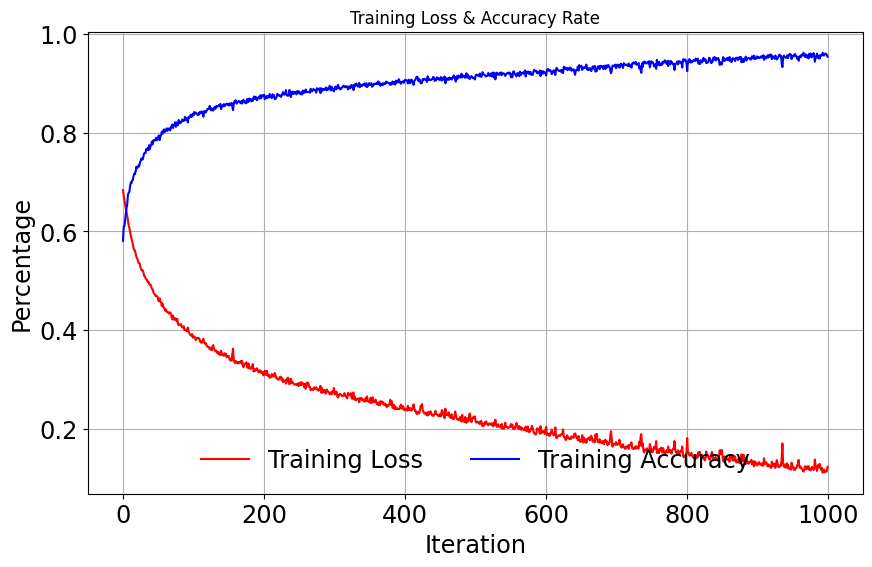 Training Loss & Accuracy Rate
1.0
0.8
0.6
0.4
0.2
Percentage
Training Loss
Training Accuracy
0 200 400 600 800 1000
Iteration